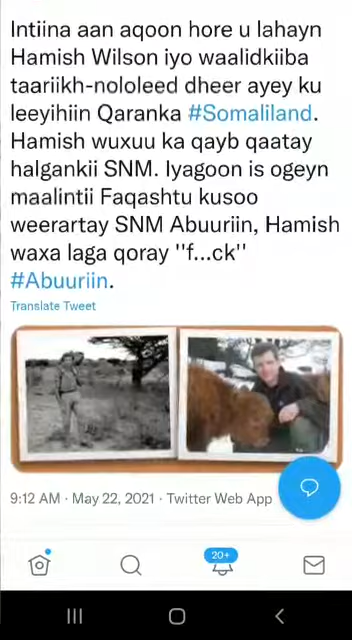 Intiina aan aqoon hore u lahayn
Hamish Wilson iyo waalidkiiba
taariikh-nololeed dheer ayey ku
leeyihiin Qaranka #Somaliland.
Hamish wuxuu ka qayb qaatay
halgankii SNM. Iyagoon is ogeyn
maalintii Faqashtu kusoo
weerartay SNM Abuuriin, Hamish
waxa laga qoray "f...ck"
#Abuuriin.
Translate Tweet
9:12 AM · May 22, 2021 · Twitter Web App
20+